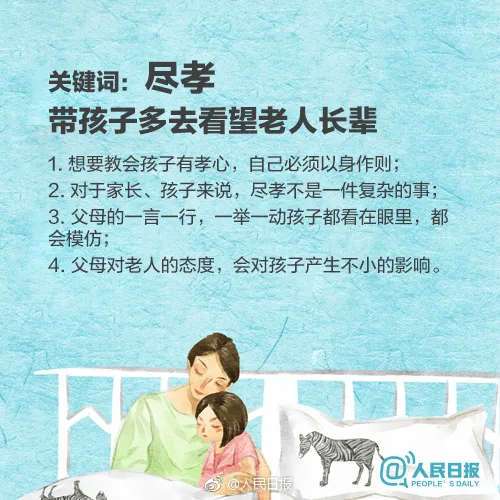 关键词：尽孝
带孩子多去看望老人长辈
1. 想要教会孩子有孝心，自己必须以身作则；
2. 对于家长、孩子来说，尽孝不是一件复杂的事；
3. 父母的一言一行，一举一动孩子都看在眼里，都
会模仿；
4. 父母对老人的态度，会对孩子产生不小的影响。
@人民日报
PEOPLE'S DAILY
@人民日报